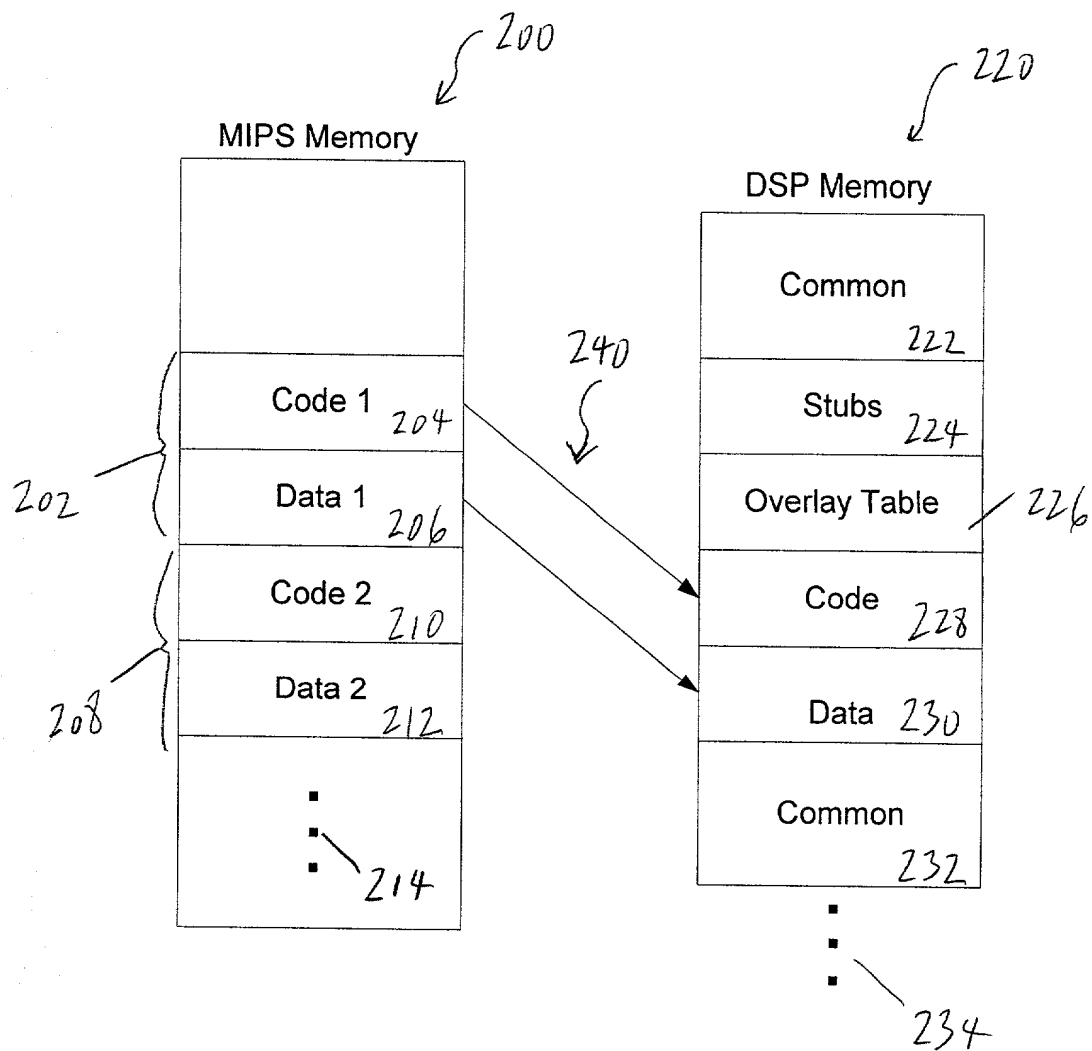 200
MIPS Memory
Code 1
204
Data 1
206
202
Code 2
210
Data 2
212
208
214
240
220
DSP Memory
Common
222
Stubs
224
Overlay Table
226
Code
228
Data
230
Common
232
234